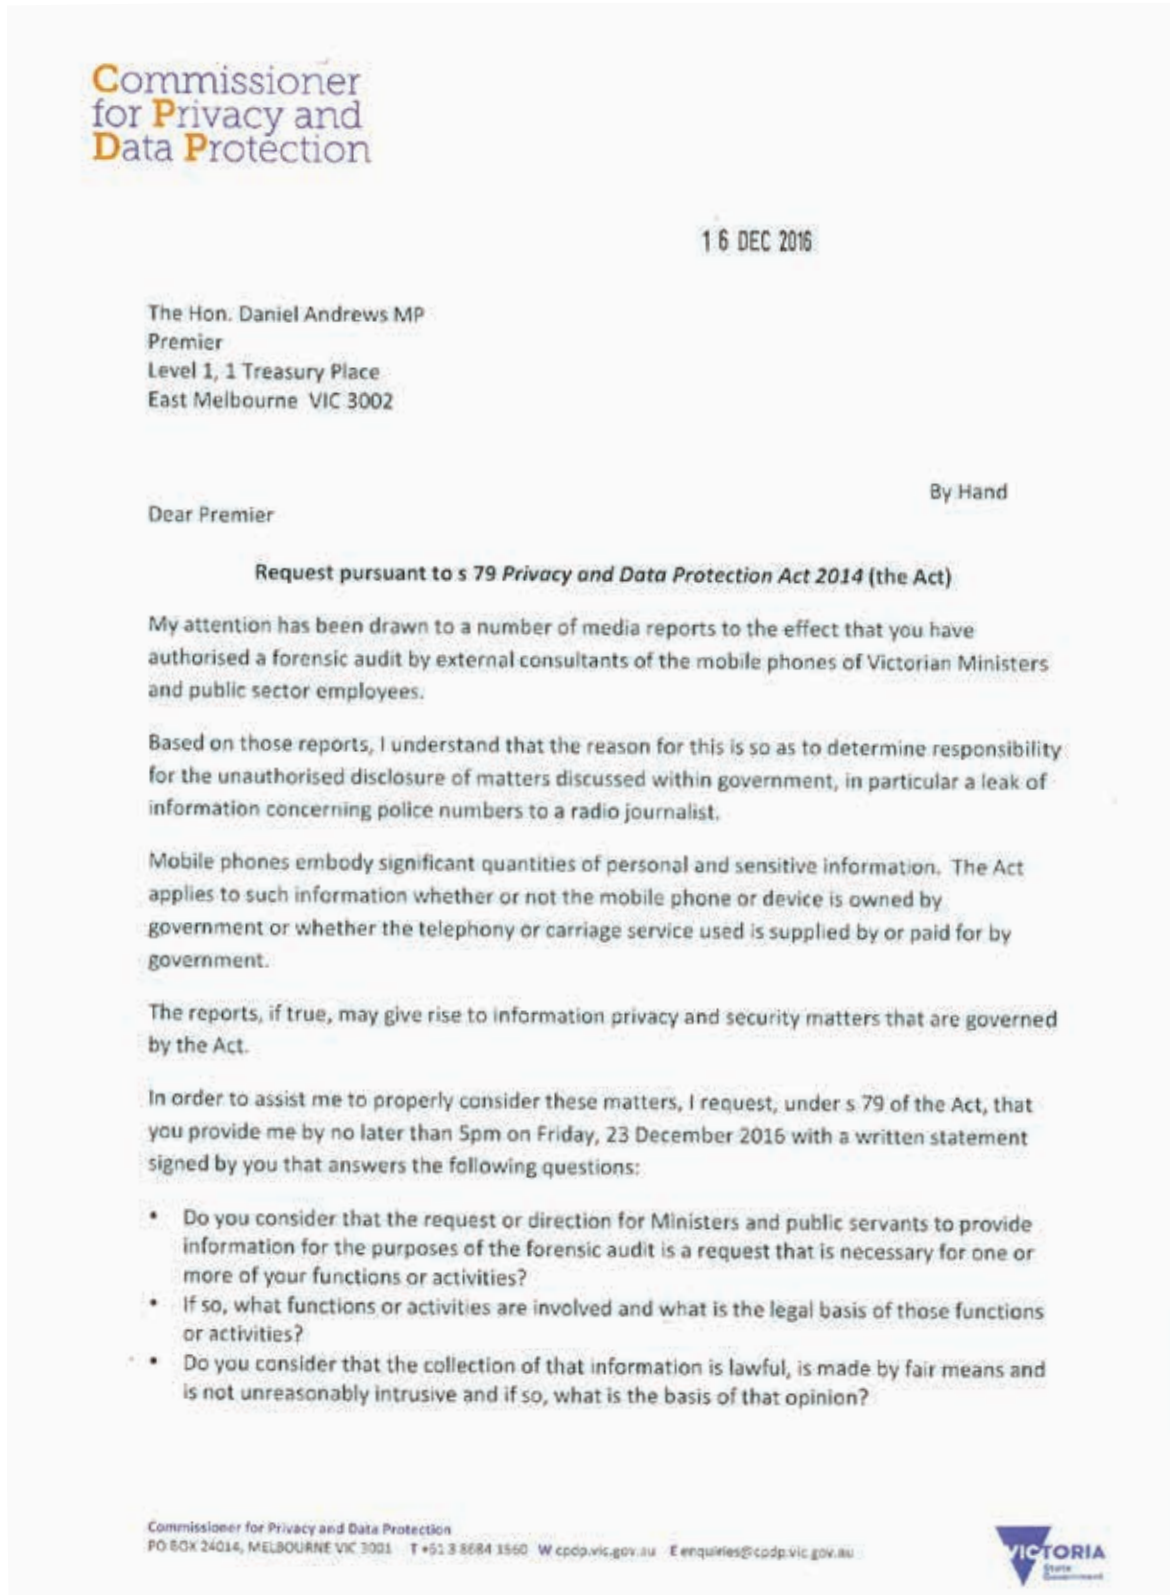 Commissioner
for Privacy and
Data Protection
16 DEC 2016
The Hon. Daniel Andrews MP
Premier
Level 1, 1 Treasury Place
East Melbourne VIC 3002
By Hand
Dear Premier
Request pursuant to s 79 Privacy and Data Protection Act 2014 (the Act)
My attention has been drawn to a number of media reports to the effect that you have
authorised a forensic audit by external consultants of the mobile phones of Victorian Ministers
and public sector employees.
Based on those reports, I understand that the reason for this is so as to determine responsibility
for the unauthorised disclosure of matters discussed within government, in particular a leak of
information concerning police numbers to a radio journalist.
Mobile phones embody significant quantities of personal and sensitive information. The Act
applies to such information whether or not the mobile phone or device is owned by
government or whether the telephony or carriage service used is supplied by or paid for by
government.
The reports, if true, may give rise to information privacy and security matters that are governed
by the Act.
In order to assist me to properly consider these matters, I request, under s 79 of the Act, that
you provide me by no later than 5pm on Friday, 23 December 2016 with a written statement
signed by you that answers the following questions:
• Do you consider that the request or direction for Ministers and public servants to provide
information for the purposes of the forensic audit is a request that is necessary for one or
more of your functions or activities?
• If so, what functions or activities are involved and what is the legal basis of those functions
or activities?
• Do you consider that the collection of that information is lawful, is made by fair means and
is not unreasonably intrusive and if so, what is the basis of that opinion?
Commissioner for Privacy and Data Protection
PO BOX 24014, MELBOURNE VIC 3001 T +61 3 8684 1660 W cpdp.vic.gov.au E enquiries@cpdp.vic.gov.au
VICTORIA
State
Government